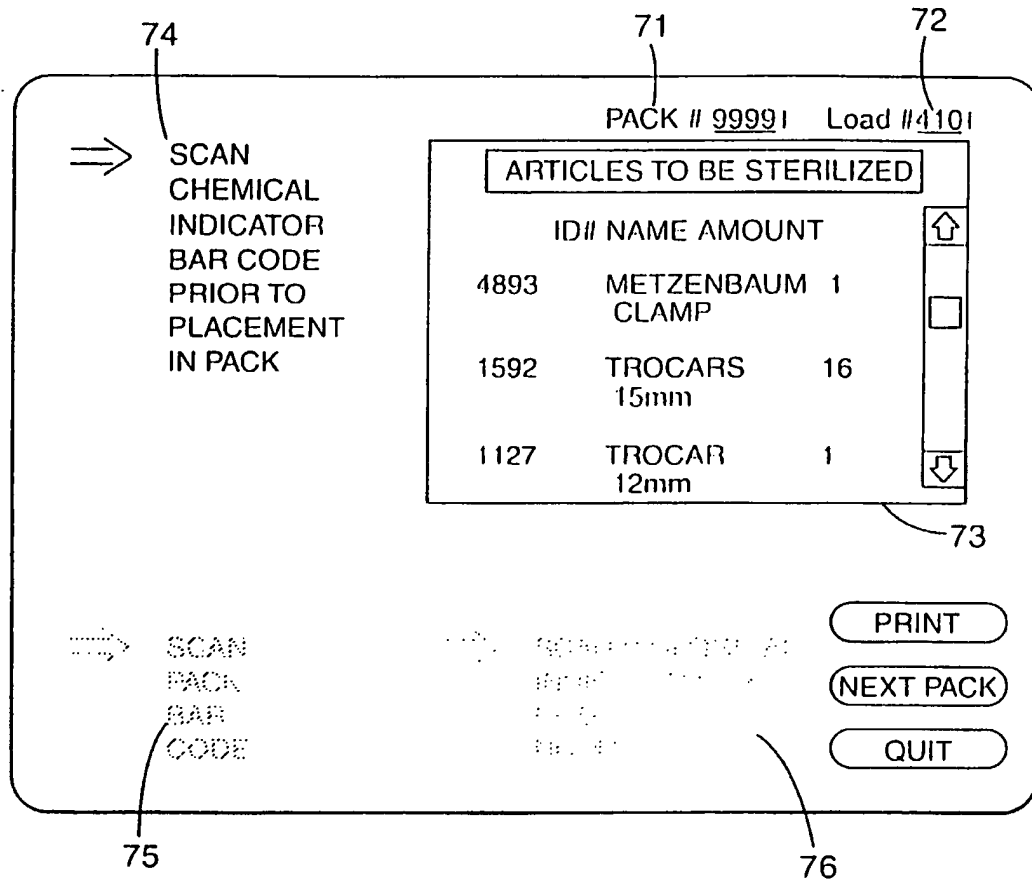 74
71
72
PACK # 99991 Load #4101
SCAN
CHEMICAL
INDICATOR
BAR CODE
PRIOR TO
PLACEMENT
IN PACK
ARTICLES TO BE STERILIZED
ID# NAME AMOUNT
4893 METZENBAUM 1
CLAMP
1592 TROCARS 16
15mm
1127 TROCAR 1
12mm
73
SCAN
PACK
BAR
CODE
SCAN
PRINT
NEXT PACK
QUIT
75
76